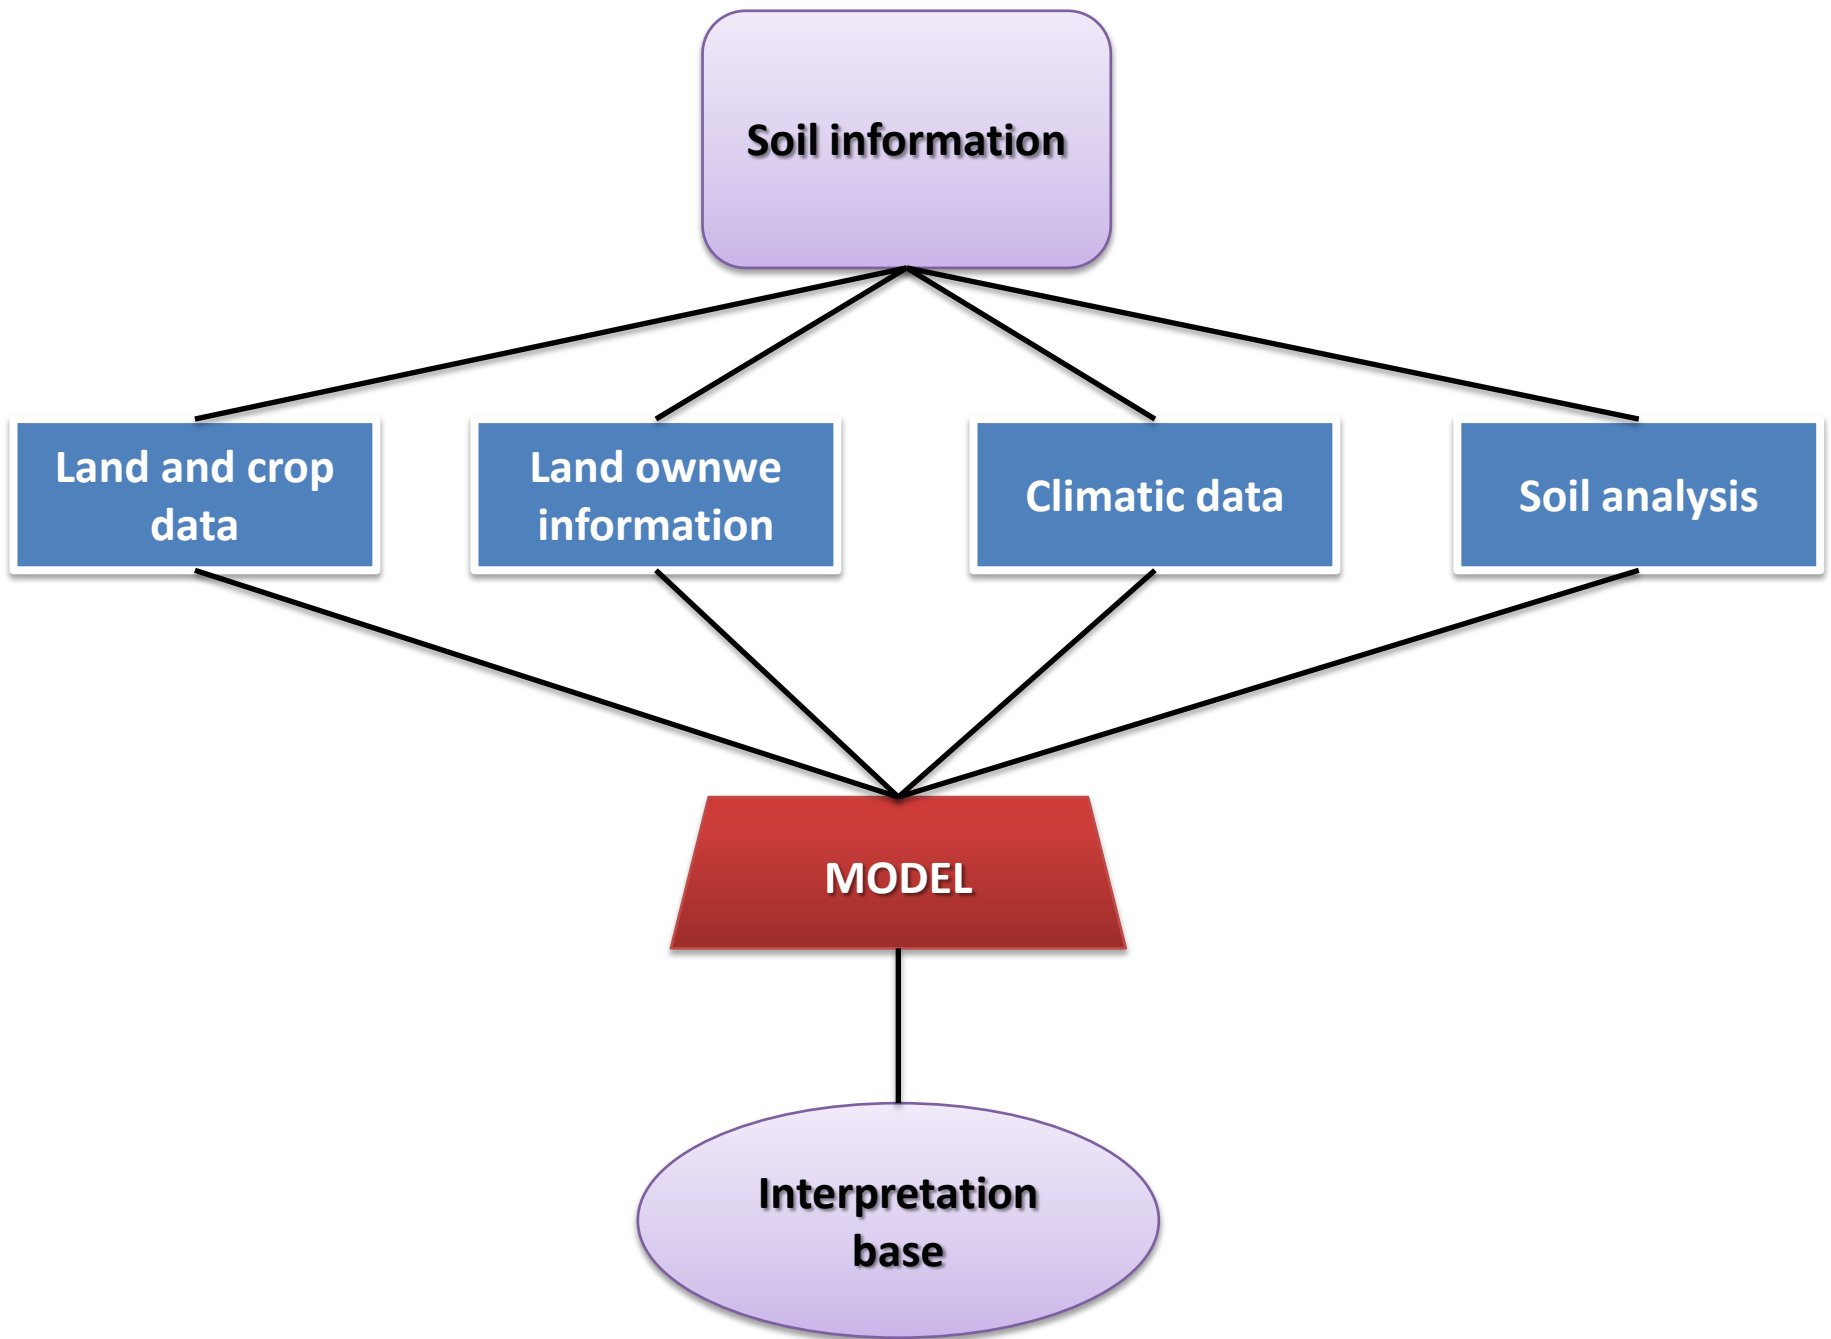 Soil information
Land and crop
data
Land ownwe
information
Climatic data
Soil analysis
MODEL
Interpretation
base